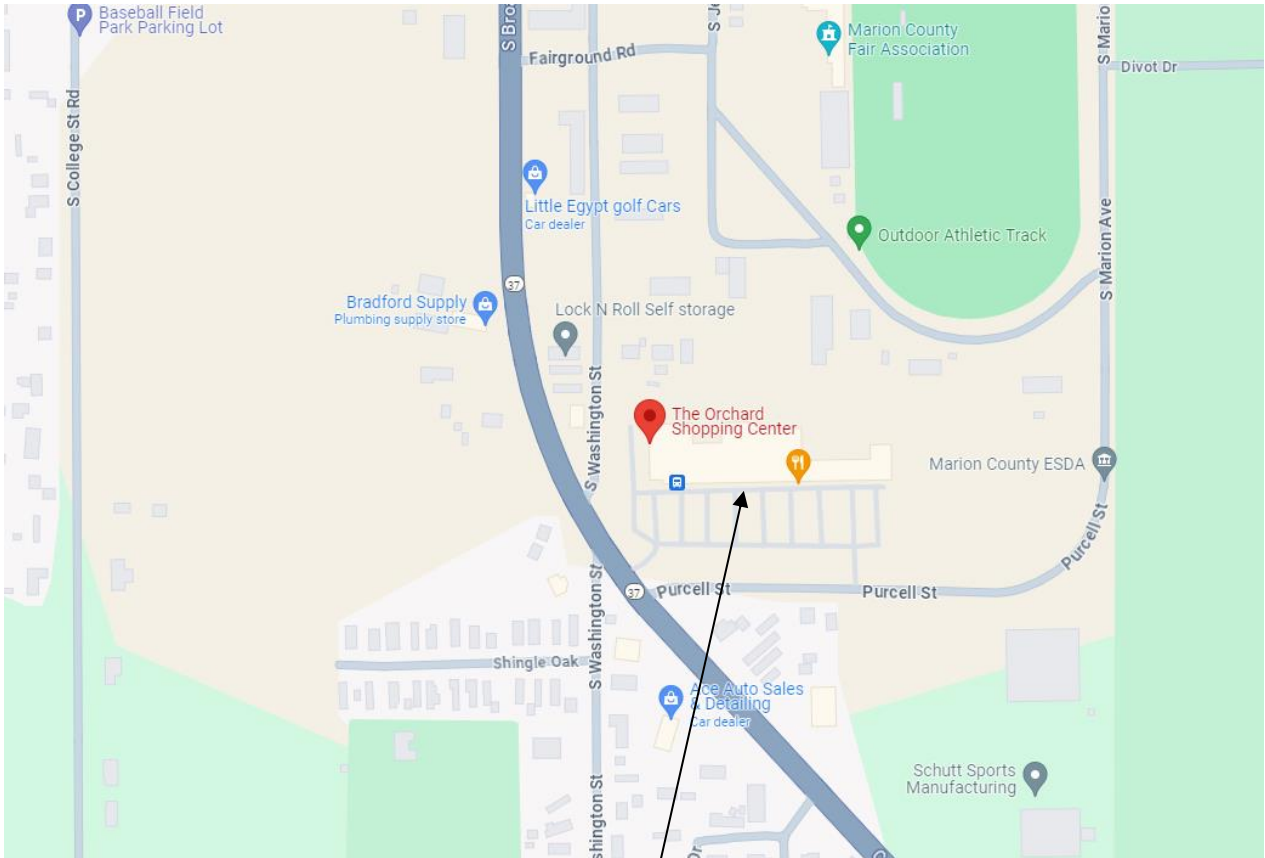 P
Baseball Field
Park Parking Lot
S Bro
Fairground Rd
S Je
Marion County
Fair Association
S Mario
Divot Dr
S College St Rd
Little Egypt golf Cars
Car dealer
Outdoor Athletic Track
S Marion Ave
37
Bradford Supply
Plumbing supply store
Lock N Roll Self storage
S Washington St
The Orchard
Shopping Center
Marion County ESDA
Purcell St
S Washington St
37
Purcell St
Purcell St
Shingle Oak
Ace Auto Sales
& Detailing
Car dealer
Schutt Sports
Manufacturing
shington St
Dr